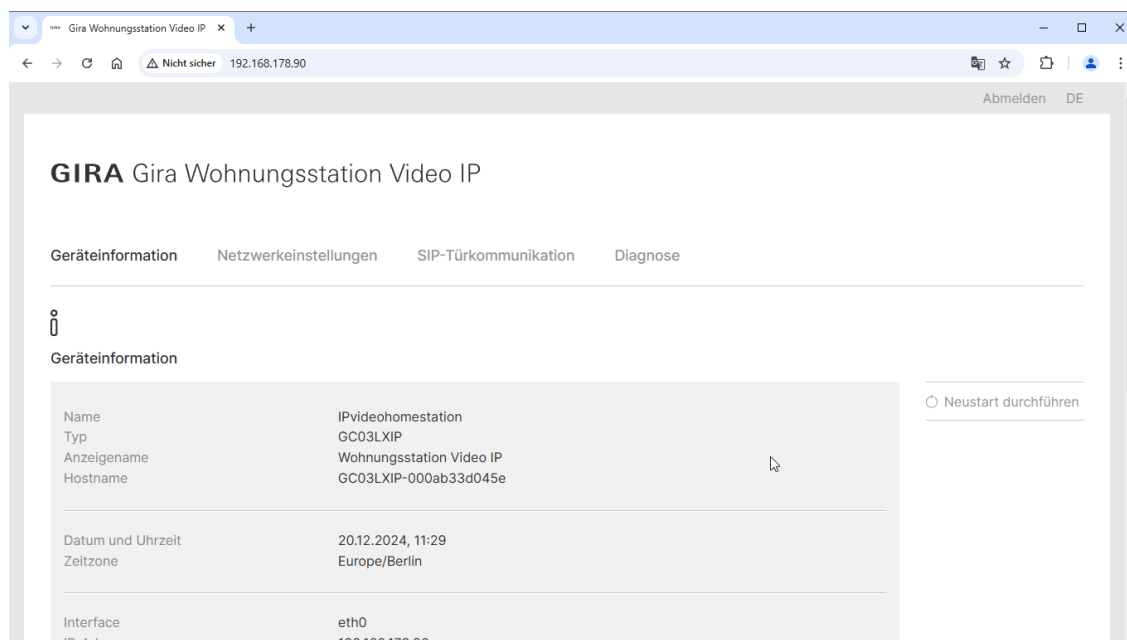 Gira Wohnungsstation Video IP
Nicht sicher 192.168.178.90
Abmelden DE
GIRA Gira Wohnungsstation Video IP
Geräteinformation Netzwerkeinstellungen SIP-Türkommunikation Diagnose
Geräteinformation
Neustart durchführen
Name IPvideohomestation
Typ GC03LXIP
Anzeigename Wohnungsstation Video IP
Hostname GC03LXIP-000ab33d045e
Datum und Uhrzeit 20.12.2024, 11:29
Zeitzone Europe/Berlin
Interface eth0